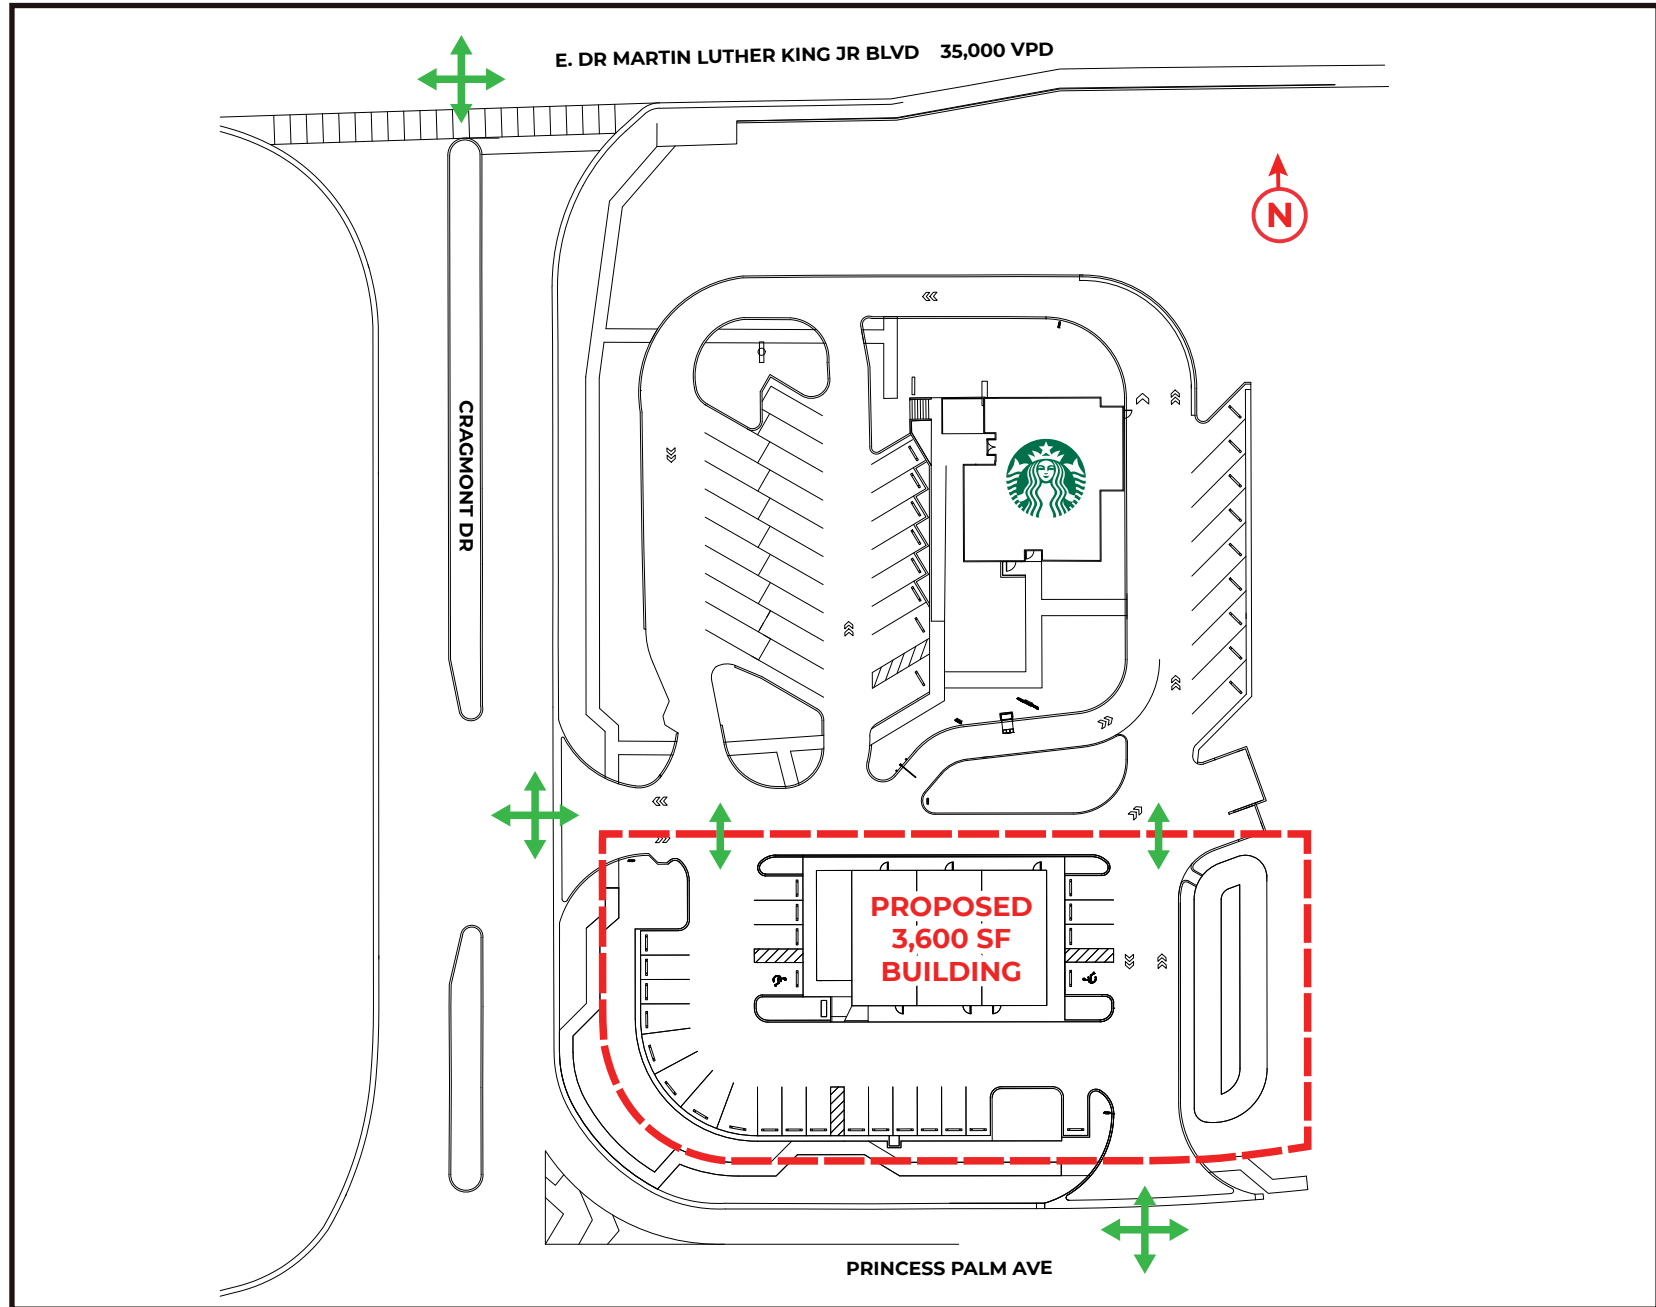 E. DR MARTIN LUTHER KING JR BLVD 35,000 VPD
N
CRAGMONT DR
PROPOSED
3,600 SF
BUILDING
PRINCESS PALM AVE